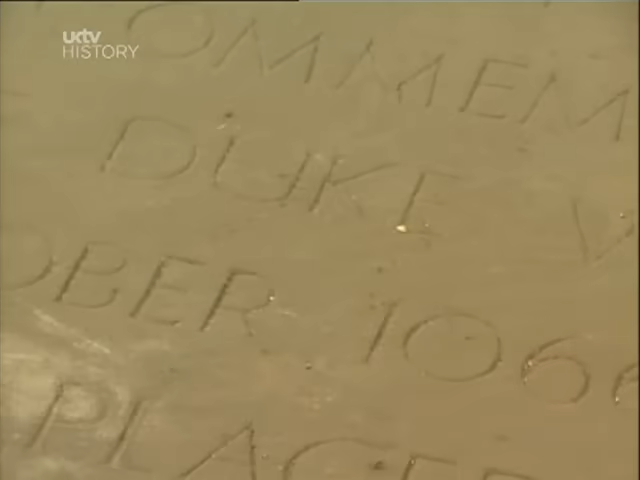 uktv
HISTORY
OMMEM
DUKE V
OBER 1066
PLACE